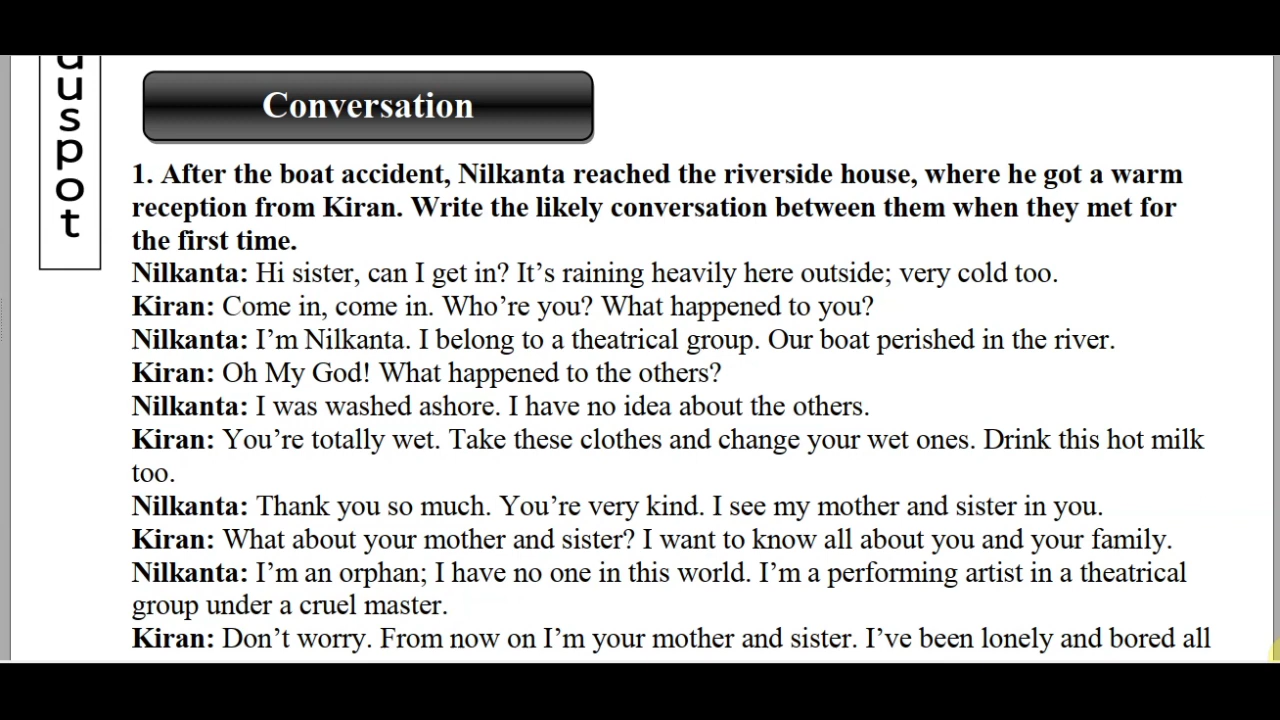 uspot
Conversation
1. After the boat accident, Nilkanta reached the riverside house, where he got a warm
reception from Kiran. Write the likely conversation between them when they met for
the first time.
Nilkanta: Hi sister, can I get in? It’s raining heavily here outside; very cold too.
Kiran: Come in, come in. Who’re you? What happened to you?
Nilkanta: I’m Nilkanta. I belong to a theatrical group. Our boat perished in the river.
Kiran: Oh My God! What happened to the others?
Nilkanta: I was washed ashore. I have no idea about the others.
Kiran: You’re totally wet. Take these clothes and change your wet ones. Drink this hot milk
too.
Nilkanta: Thank you so much. You’re very kind. I see my mother and sister in you.
Kiran: What about your mother and sister? I want to know all about you and your family.
Nilkanta: I’m an orphan; I have no one in this world. I’m a performing artist in a theatrical
group under a cruel master.
Kiran: Don’t worry. From now on I’m your mother and sister. I’ve been lonely and bored all